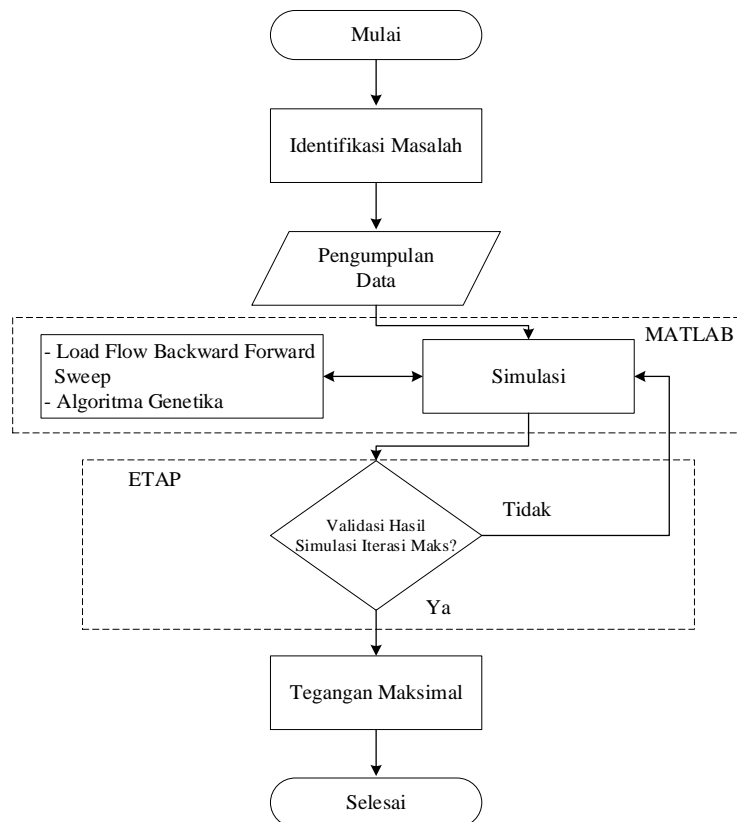 Mulai
Identifikasi Masalah
Pengumpulan
Data
MATLAB
- Load Flow Backward Forward
Sweep
- Algoritma Genetika
Simulasi
ETAP
Validasi Hasil
Simulasi Iterasi Maks?
Tidak
Ya
Tegangan Maksimal
Selesai